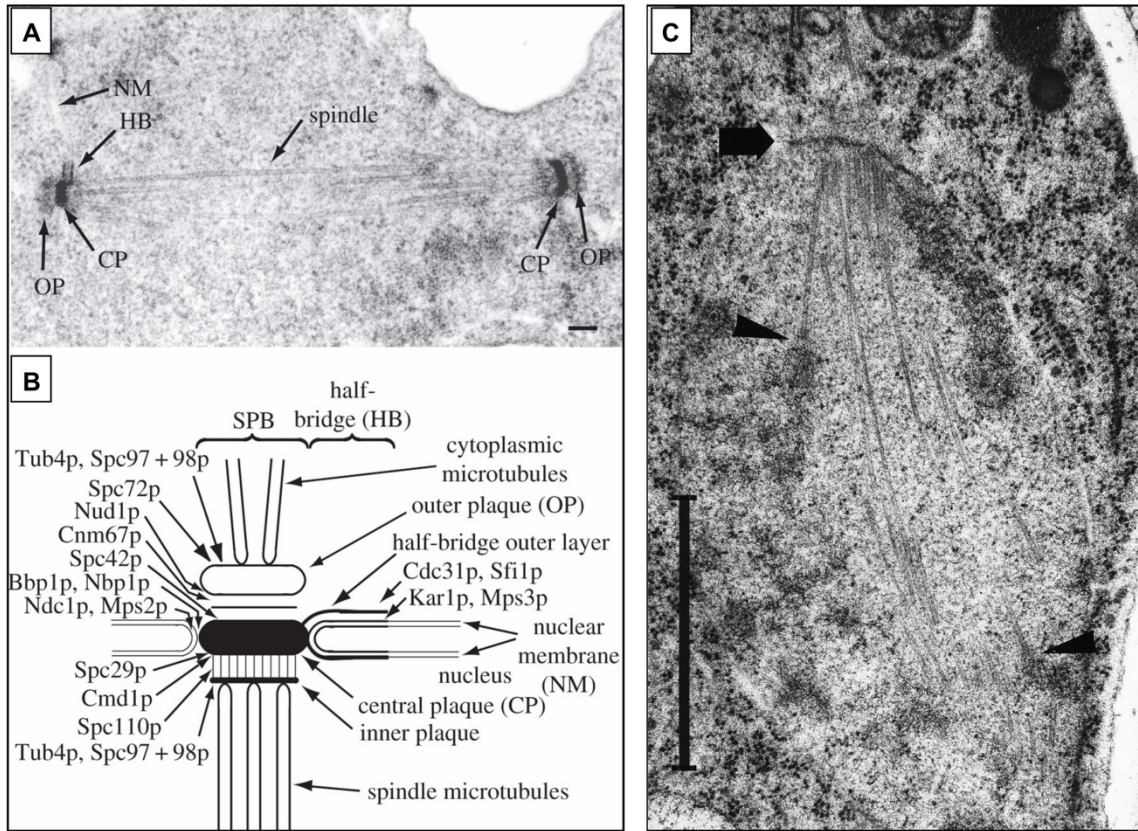 A
NM
HB
spindle
CP
OP
CP
OP
B
SPB
half-
bridge (HB)
Tub4p, Spc97 + 98p
Spc72p
Nud1p
Cnm67p
Spc42p
Bbp1p, Nbp1p
Ndc1p, Mps2p
Spc29p
Cmd1p
Spc110p
Tub4p, Spc97 + 98p
cytoplasmic
microtubules
outer plaque (OP)
half-bridge outer layer
Cdc31p, Sfi1p
Kar1p, Mps3p
nuclear
membrane
(NM)
nucleus
central plaque (CP)
inner plaque
spindle microtubules
C